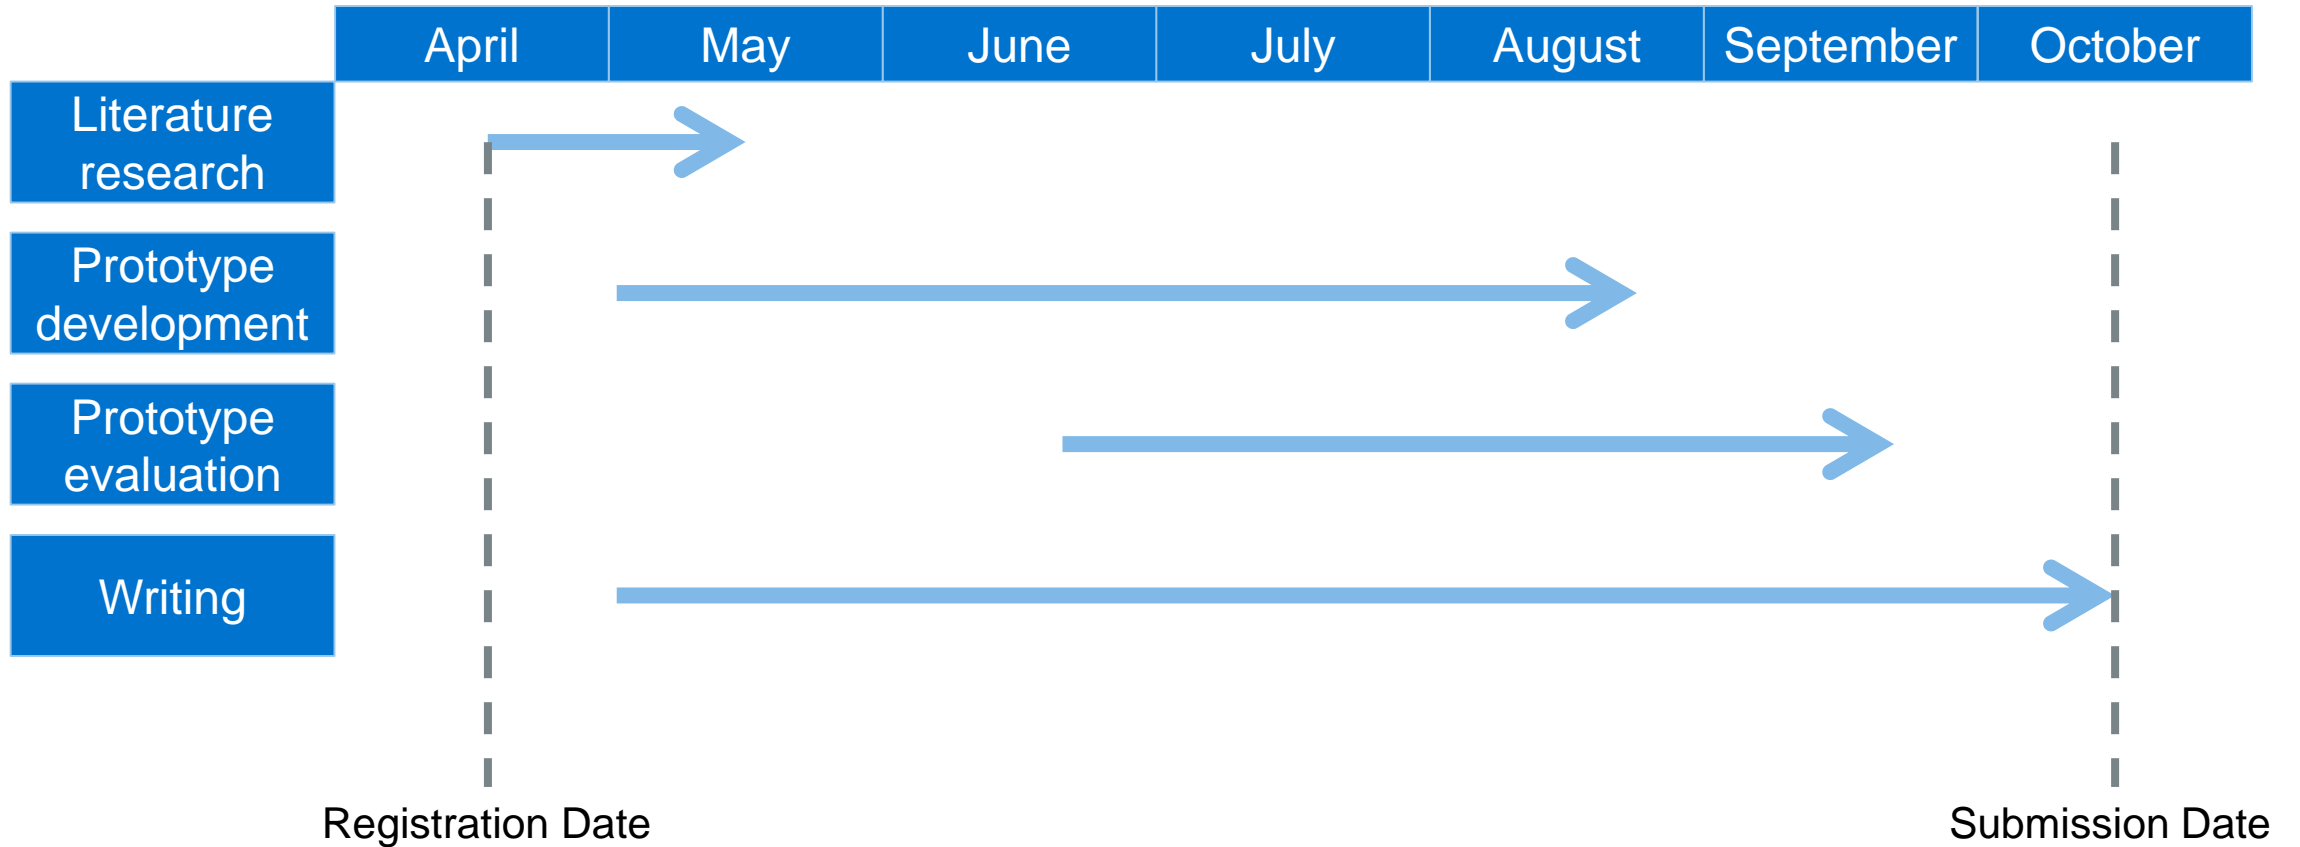 April May June July August September October
Literature
research
Prototype
development
Prototype
evaluation
Writing
Registration Date Submission Date